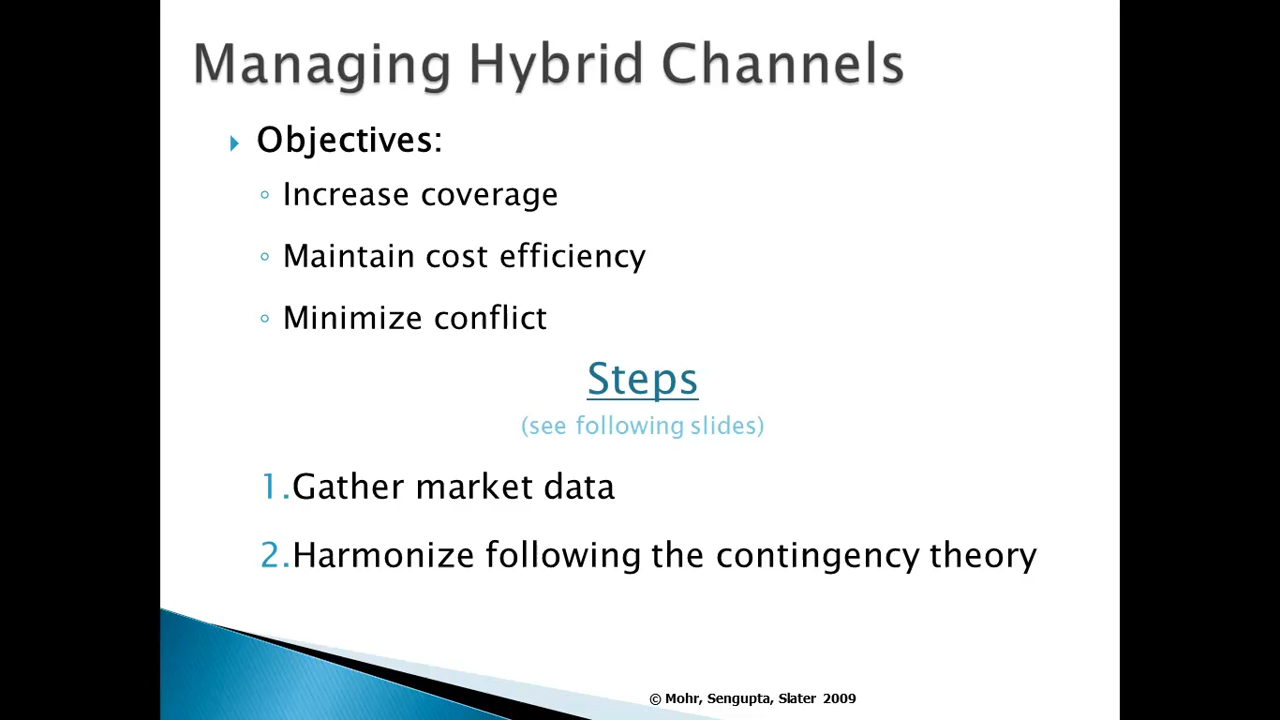 Managing Hybrid Channels
Objectives:
Increase coverage
Maintain cost efficiency
Minimize conflict
Steps
(see following slides)
1.Gather market data
2.Harmonize following the contingency theory
© Mohr, Sengupta, Slater 2009